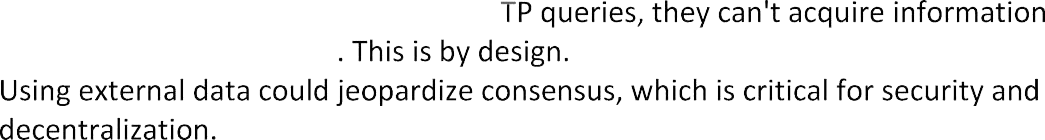 TP queries, they can't acquire information
. This is by design.
Using external data could jeopardize consensus, which is critical for security and
decentralization.